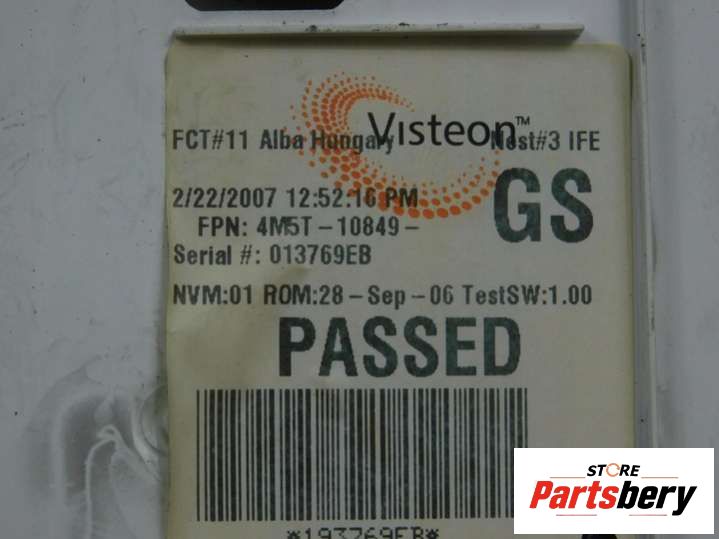 Visteon™
FCT#11 Alba Hungary Nest#3 IFE
2/22/2007 12:52:16 PM
GS
FPN: 4M5T-10849-
Serial #: 013769EB
NVM:01 ROM:28-Sep-06 TestSW:1.00
PASSED
*193769EB*
STORE
Partsbery